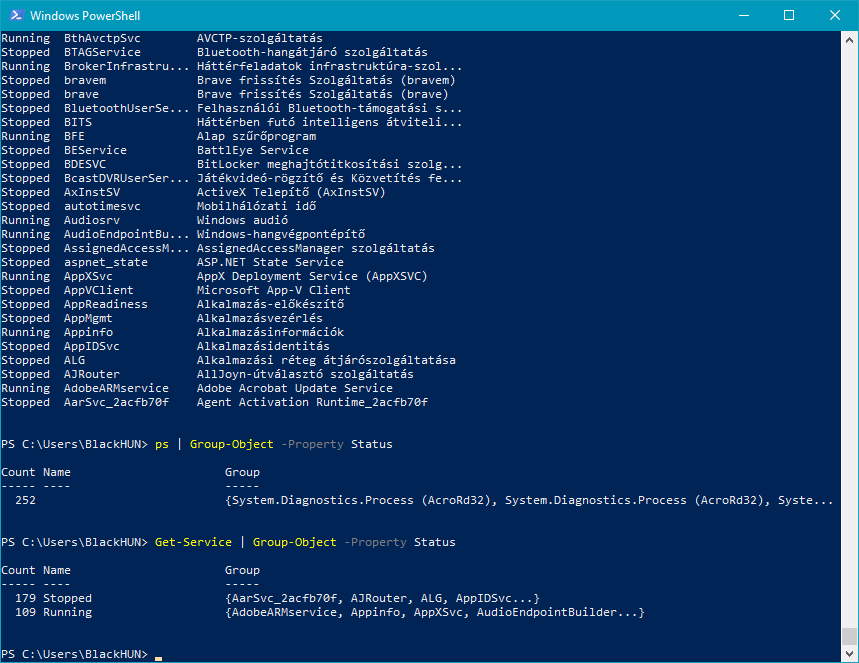 Windows PowerShell
Running  BthAvctpSvc        AVCTP-szolgáltatás
Stopped  BTAGService        Bluetooth-hangátjáró szolgáltatás
Running  BrokerInfrastru... Háttérfeladatok infrastruktúra-szol...
Stopped  bravem             Brave frissítés Szolgáltatás (bravem)
Stopped  brave              Brave frissítés Szolgáltatás (brave)
Stopped  BluetoothUserSe... Felhasználói Bluetooth-támogatási s...
Stopped  BITS               Háttérben futó intelligens átviteli...
Running  BFE                Alap szűrőprogram
Stopped  BEService          BattlEye Service
Stopped  BDESVC             BitLocker meghajtótitkosítási szolg...
Stopped  BcastDVRUserSer... Játékvideó-rögzítő és Közvetítés fe...
Stopped  AxInstSV           ActiveX Telepítő (AxInstSV)
Stopped  autotimesvc        Mobilhálózati idő
Running  Audiosrv           Windows audió
Running  AudioEndpointBu... Windows-hangvégpontépítő
Stopped  AssignedAccessM... AssignedAccessManager szolgáltatás
Stopped  aspnet_state       ASP.NET State Service
Running  AppXSvc            AppX Deployment Service (AppXSVC)
Stopped  AppVClient         Microsoft App-V Client
Stopped  AppReadiness       Alkalmazás-előkészítő
Stopped  AppMgmt            Alkalmazásvezérlés
Running  Appinfo            Alkalmazásinformációk
Stopped  AppIDSvc           Alkalmazásidentitás
Stopped  ALG                Alkalmazási réteg átjárószolgáltatása
Stopped  AJRouter           AllJoyn-útválasztó szolgáltatás
Running  AdobeARMservice    Adobe Acrobat Update Service
Stopped  AarSvc_2acfb70f    Agent Activation Runtime_2acfb70f
PS C:\Users\BlackHUN> ps | Group-Object -Property Status
Count Name                      Group
----- ----                      -----
  252                           {System.Diagnostics.Process (AcroRd32), System.Diagnostics.Process (AcroRd32), Syste...
PS C:\Users\BlackHUN> Get-Service | Group-Object -Property Status
Count Name                      Group
----- ----                      -----
  179 Stopped                   {AarSvc_2acfb70f, AJRouter, ALG, AppIDSvc...}
  109 Running                   {AdobeARMservice, Appinfo, AppXSvc, AudioEndpointBuilder...}
PS C:\Users\BlackHUN>